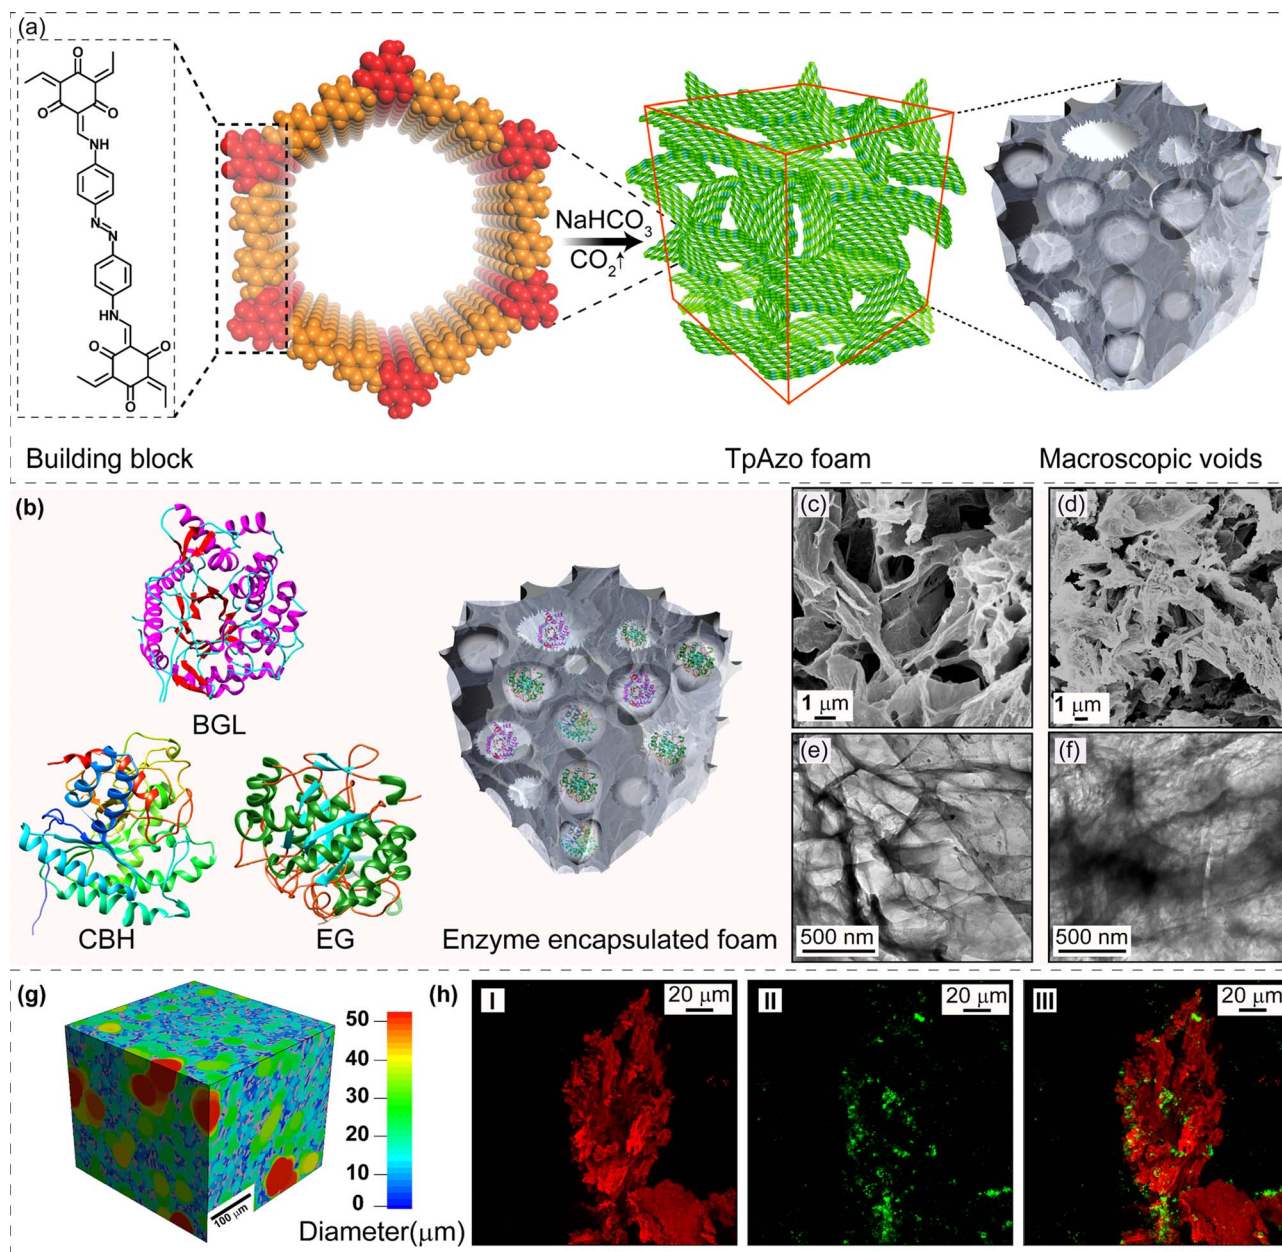 (a)
O
O
O
NH
N
N
HN
O
O
O
NaHCO3
CO2↑
Building block
TpAzo foam
Macroscopic voids
(b)
BGL
CBH
EG
Enzyme encapsulated foam
(c)
1 μm
(d)
1 μm
(e)
500 nm
(f)
500 nm
(g)
100 μm
50
40
30
20
10
0
Diameter(μm)
(h)
I
20 μm
II
20 μm
III
20 μm